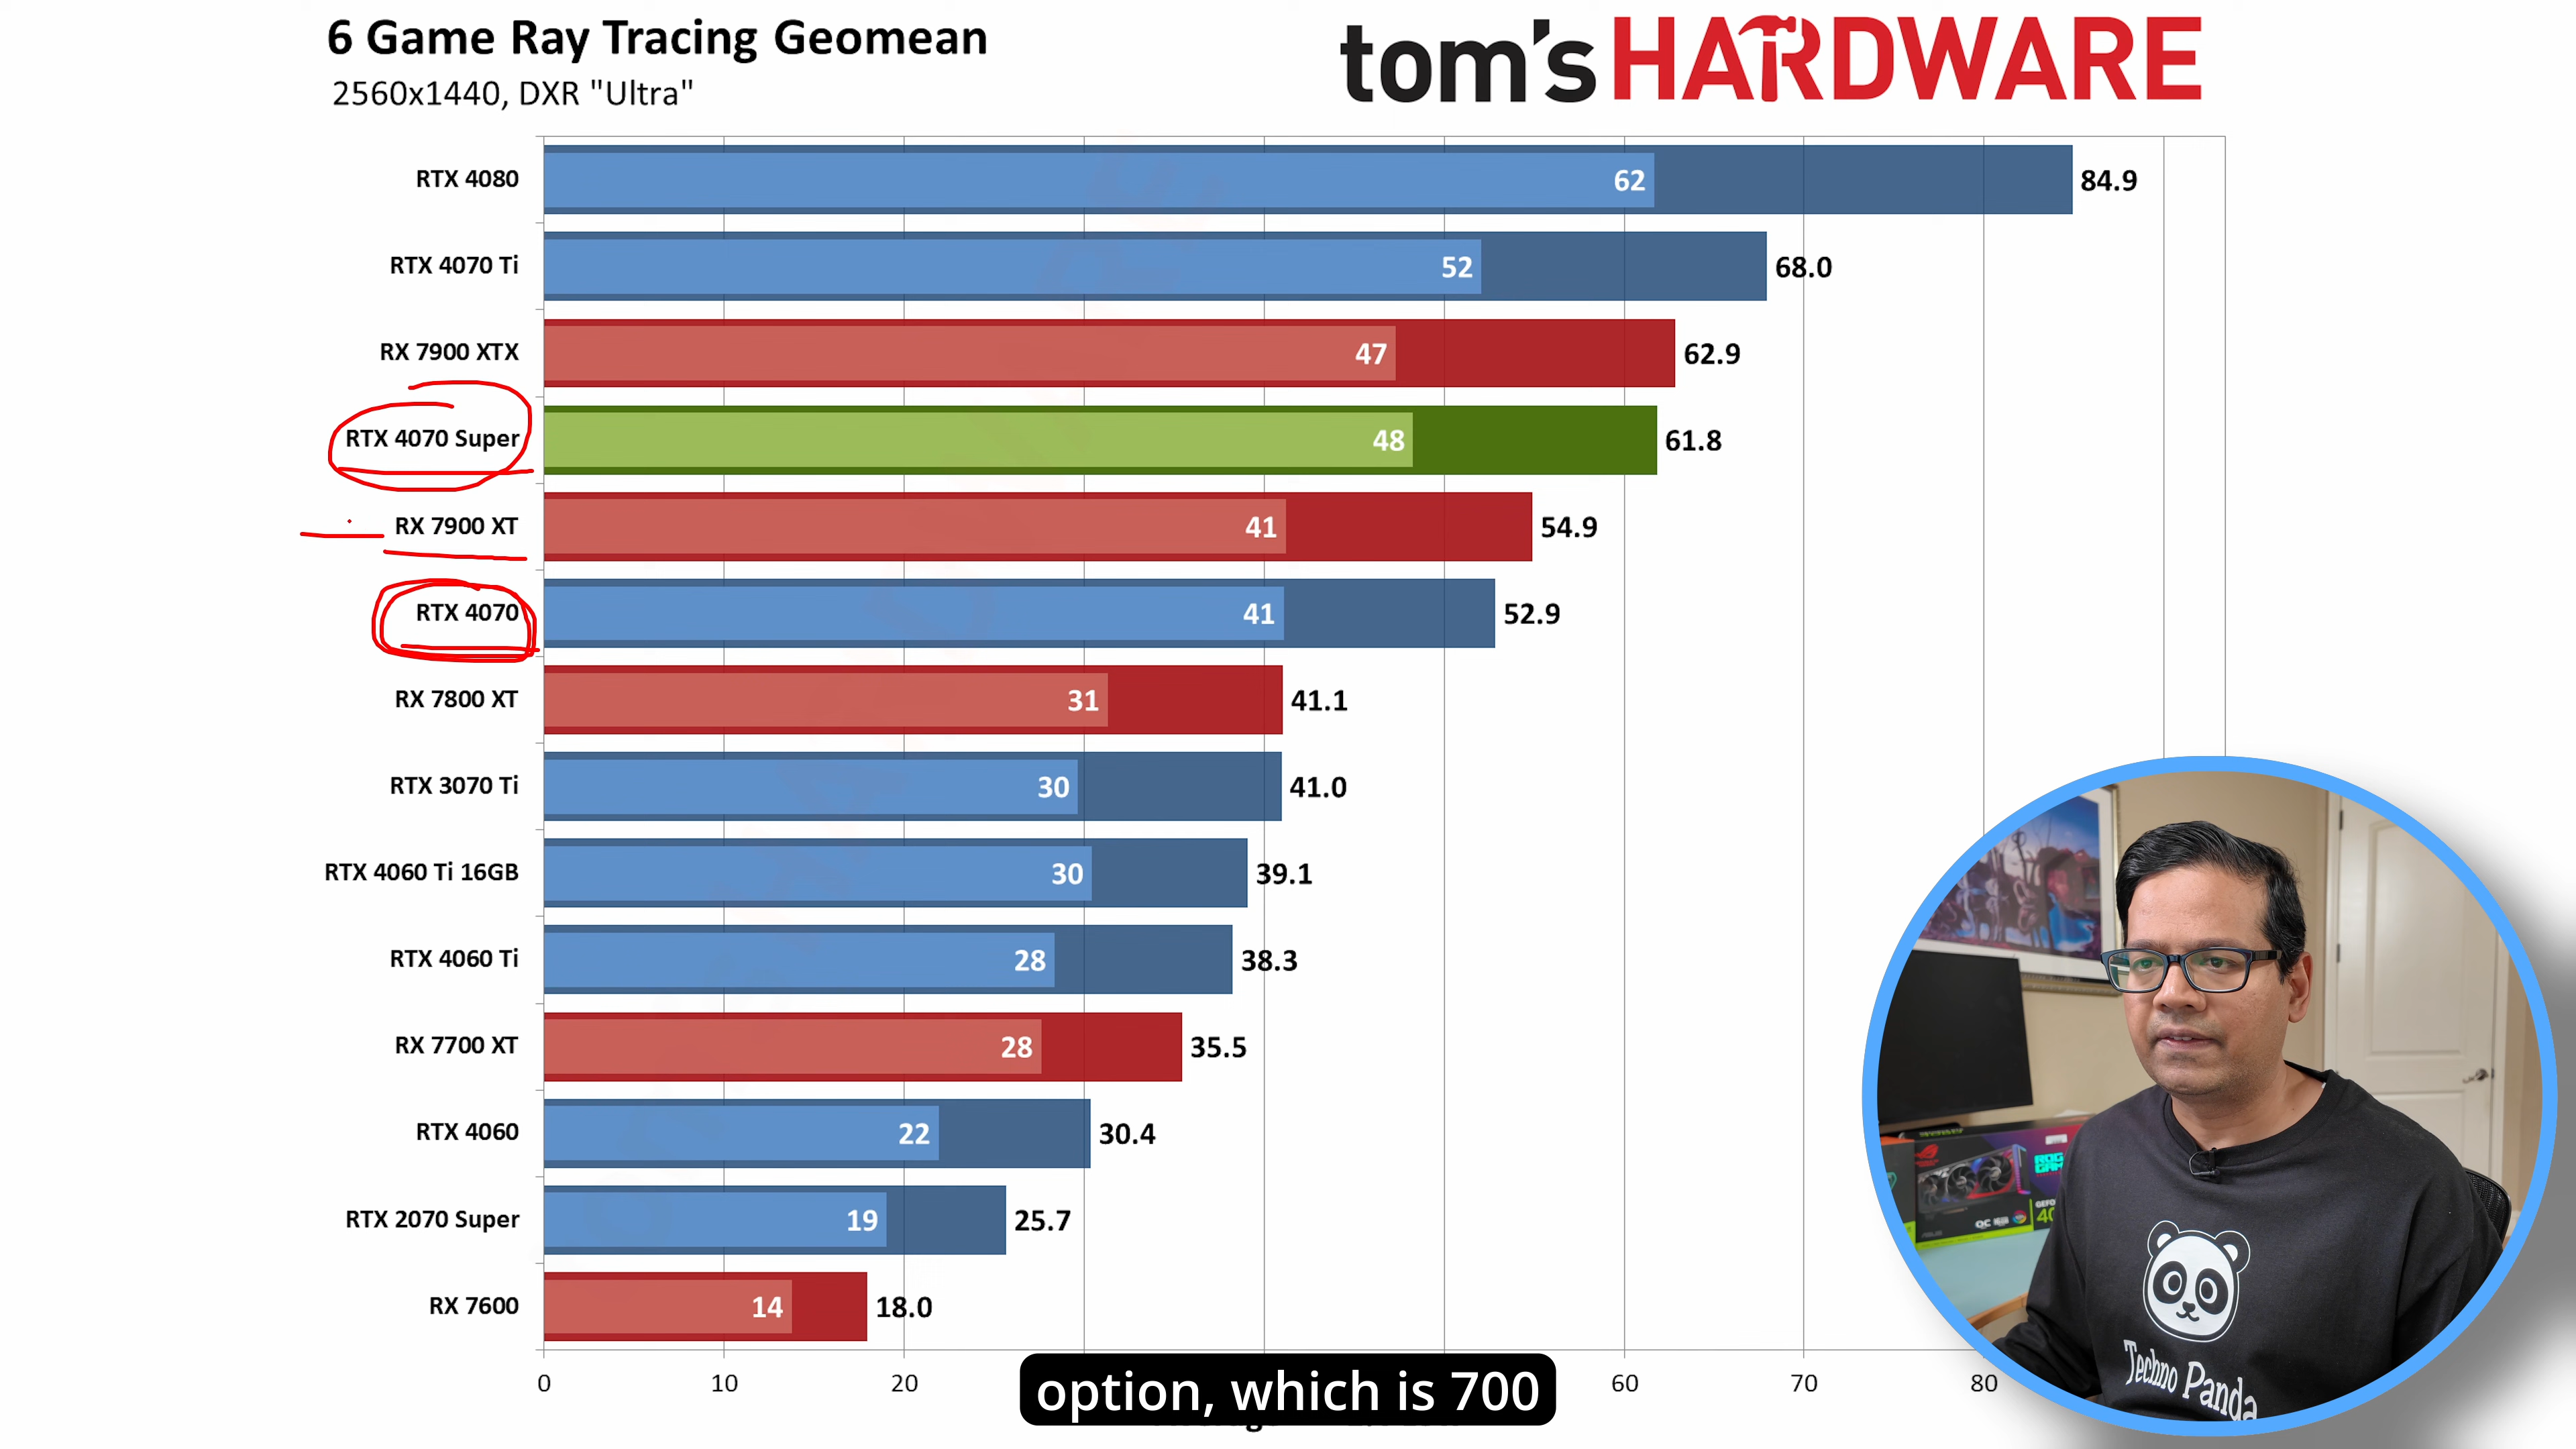 6 Game Ray Tracing Geomean
2560x1440, DXR "Ultra"
tom's HARDWARE
RTX 4080 62 84.9
RTX 4070 Ti 52 68.0
RX 7900 XTX 47 62.9
RTX 4070 Super 48 61.8
RX 7900 XT 41 54.9
RTX 4070 41 52.9
RX 7800 XT 31 41.1
RTX 3070 Ti 30 41.0
RTX 4060 Ti 16GB 30 39.1
RTX 4060 Ti 28 38.3
RX 7700 XT 28 35.5
RTX 4060 22 30.4
RTX 2070 Super 19 25.7
RX 7600 14 18.0
0 10 20 60 70 80
option, which is 700
OC
Techno Panda